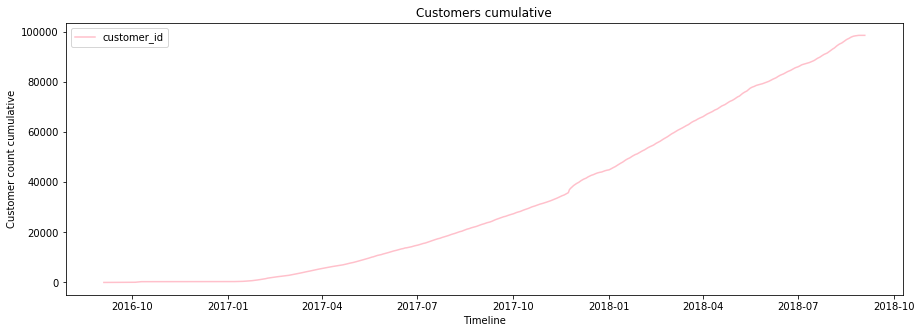 Customers cumulative
customer_id
Customer count cumulative
100000
80000
60000
40000
20000
0
2016-10 2017-01 2017-04 2017-07 2017-10 2018-01 2018-04 2018-07 2018-10
Timeline